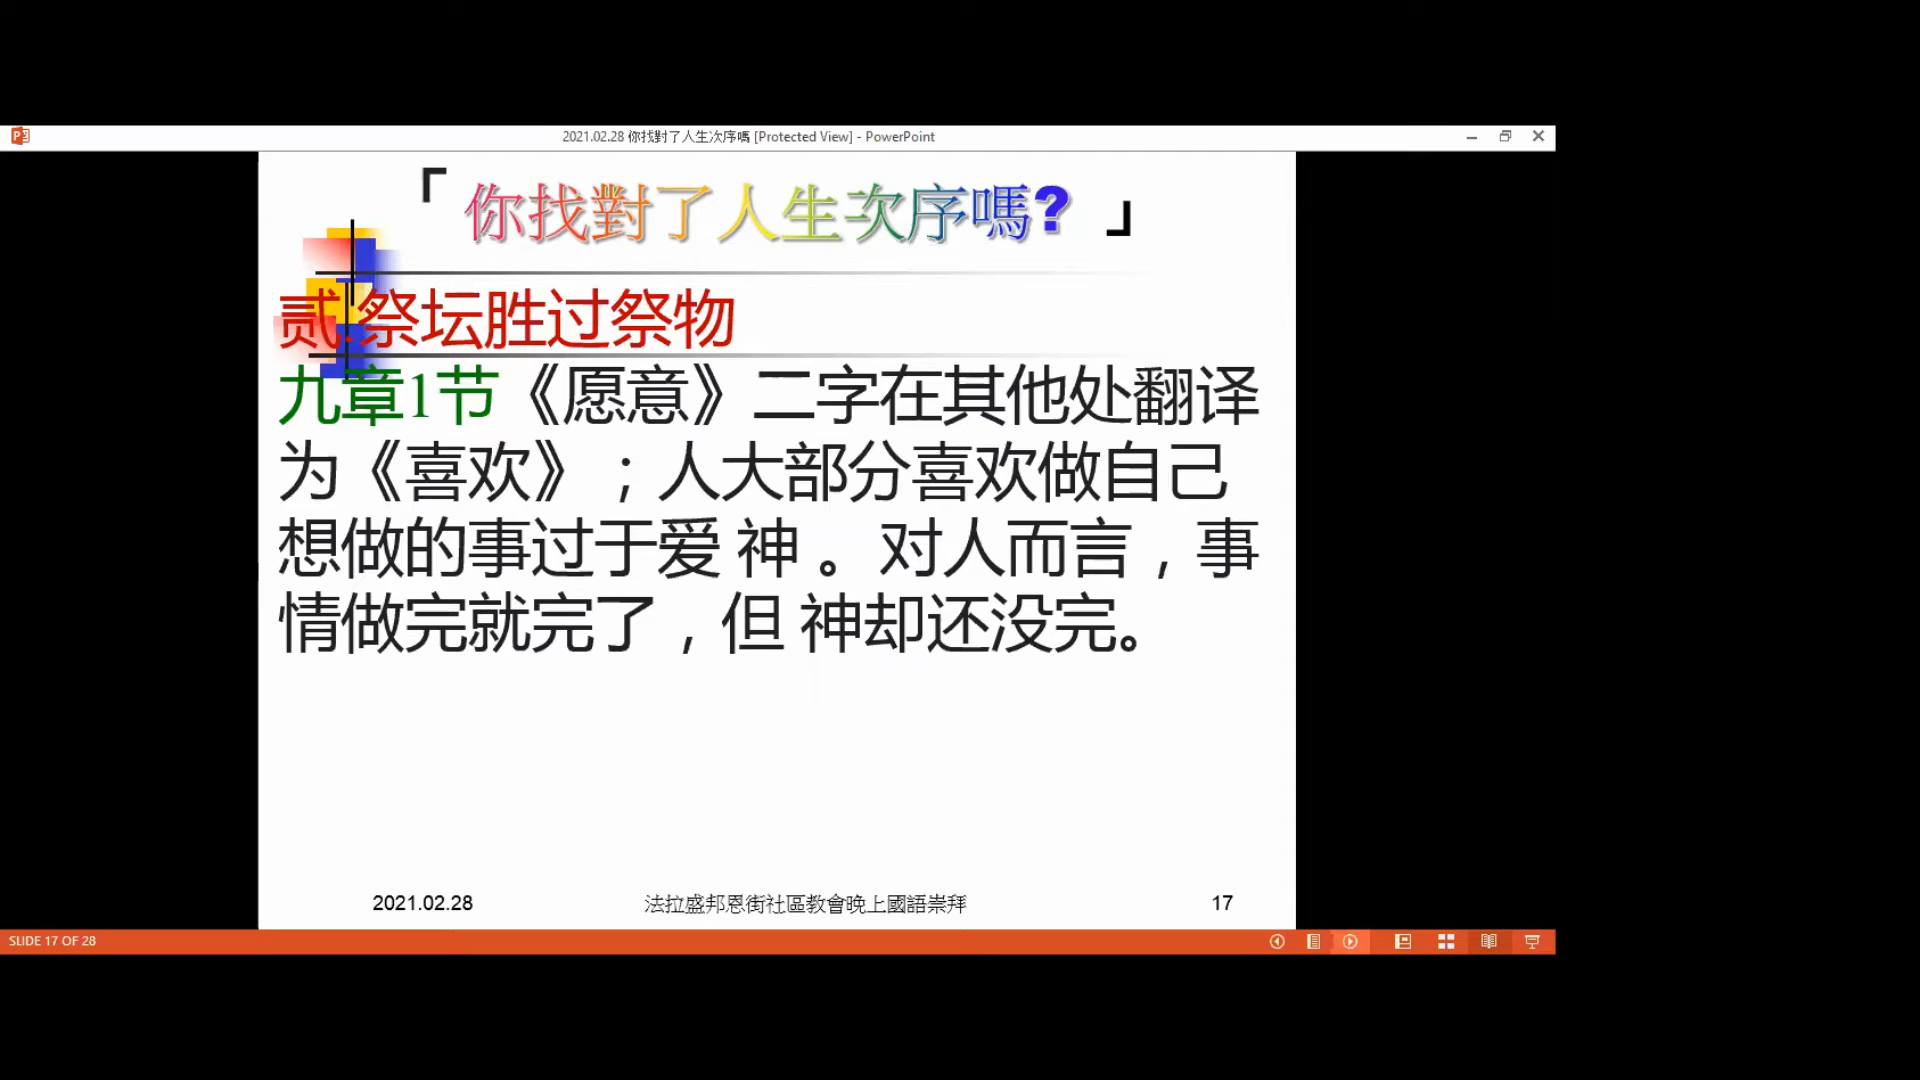 2021.02.28 你找對了人生次序嗎 [Protected View] - PowerPoint
「你找對了人生次序嗎?」
贰.祭坛胜过祭物
九章1节《愿意》二字在其他处翻译
为《喜欢》；人大部分喜欢做自己
想做的事过于爱 神 。对人而言，事
情做完就完了，但 神却还没完。
2021.02.28 法拉盛邦恩街社區教會晚上國語崇拜 17
SLIDE 17 OF 28